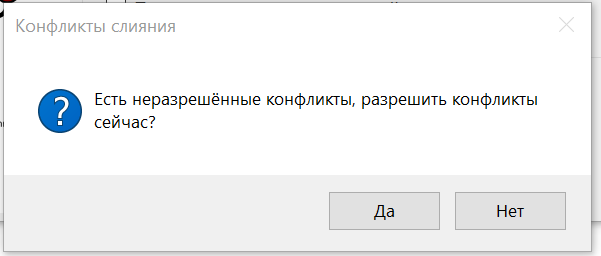 Конфликты слияния
Есть неразрешённые конфликты, разрешить конфликты
сейчас?
Да
Нет